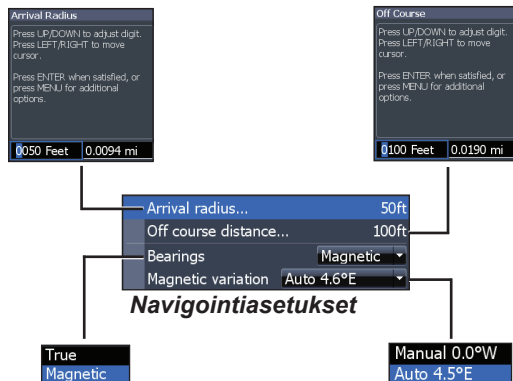 Arrival Radius
Press UP/DOWN to adjust digit.
Press LEFT/RIGHT to move
cursor.
Press ENTER when satisfied, or
press MENU for additional
options.
0050 Feet 0.0094 mi
Off Course
Press UP/DOWN to adjust digit.
Press LEFT/RIGHT to move
cursor.
Press ENTER when satisfied, or
press MENU for additional
options.
0100 Feet 0.0190 mi
Arrival radius... 50ft
Off course distance... 100ft
Bearings Magnetic
Magnetic variation Auto 4.6°E
Navigointiasetukset
True
Magnetic
Manual 0.0°W
Auto 4.5°E